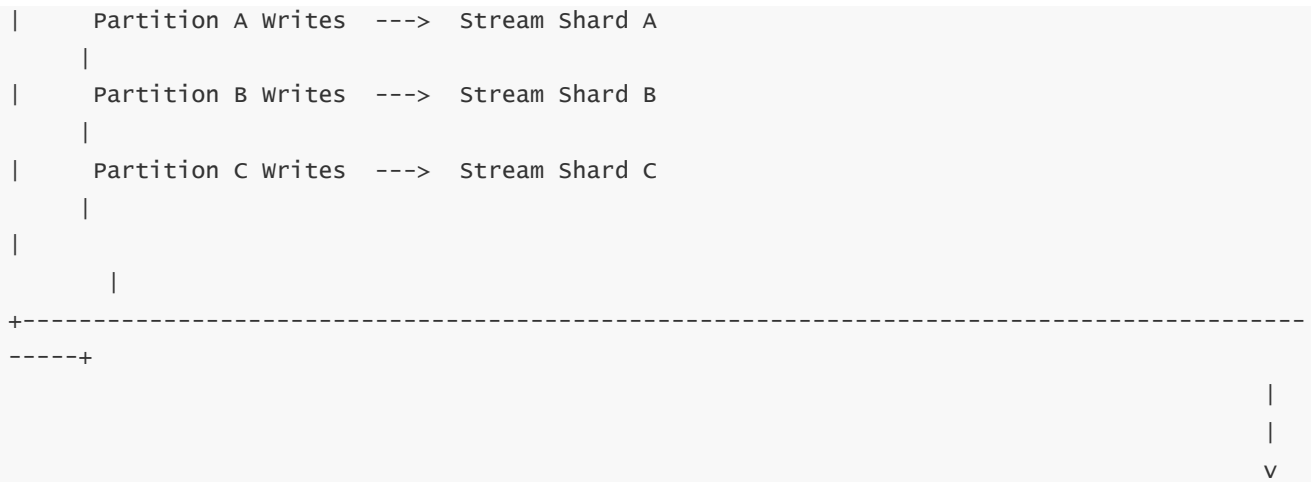 |     Partition A Writes  --->  Stream Shard A
     |
|     Partition B Writes  --->  Stream Shard B
     |
|     Partition C Writes  --->  Stream Shard C
     |
|
       |
+------------------------------------------------------------------------------------------
-----+
                                                                                        |
                                                                                        |
                                                                                        v